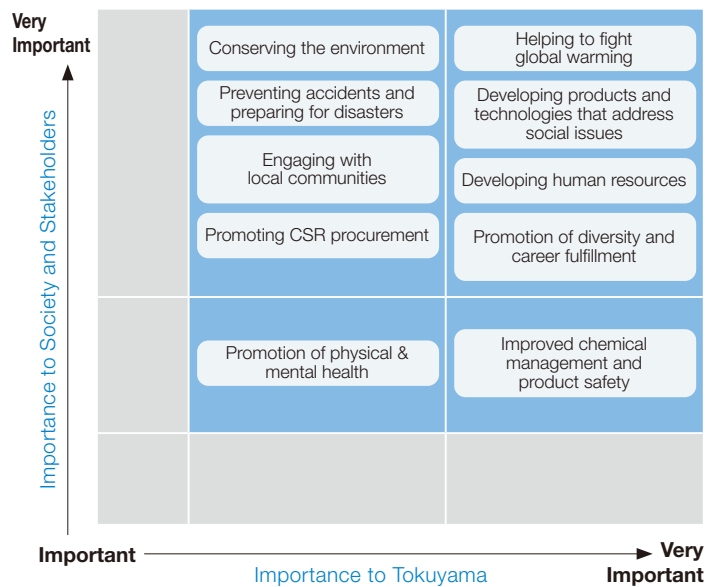 Very
Important
Importance to Society and Stakeholders
Conserving the environment
Helping to fight
global warming
Preventing accidents and
preparing for disasters
Developing products and
technologies that address
social issues
Engaging with
local communities
Developing human resources
Promoting CSR procurement
Promotion of diversity and
career fulfillment
Promotion of physical &
mental health
Improved chemical
management and
product safety
Important
Importance to Tokuyama
Very
Important